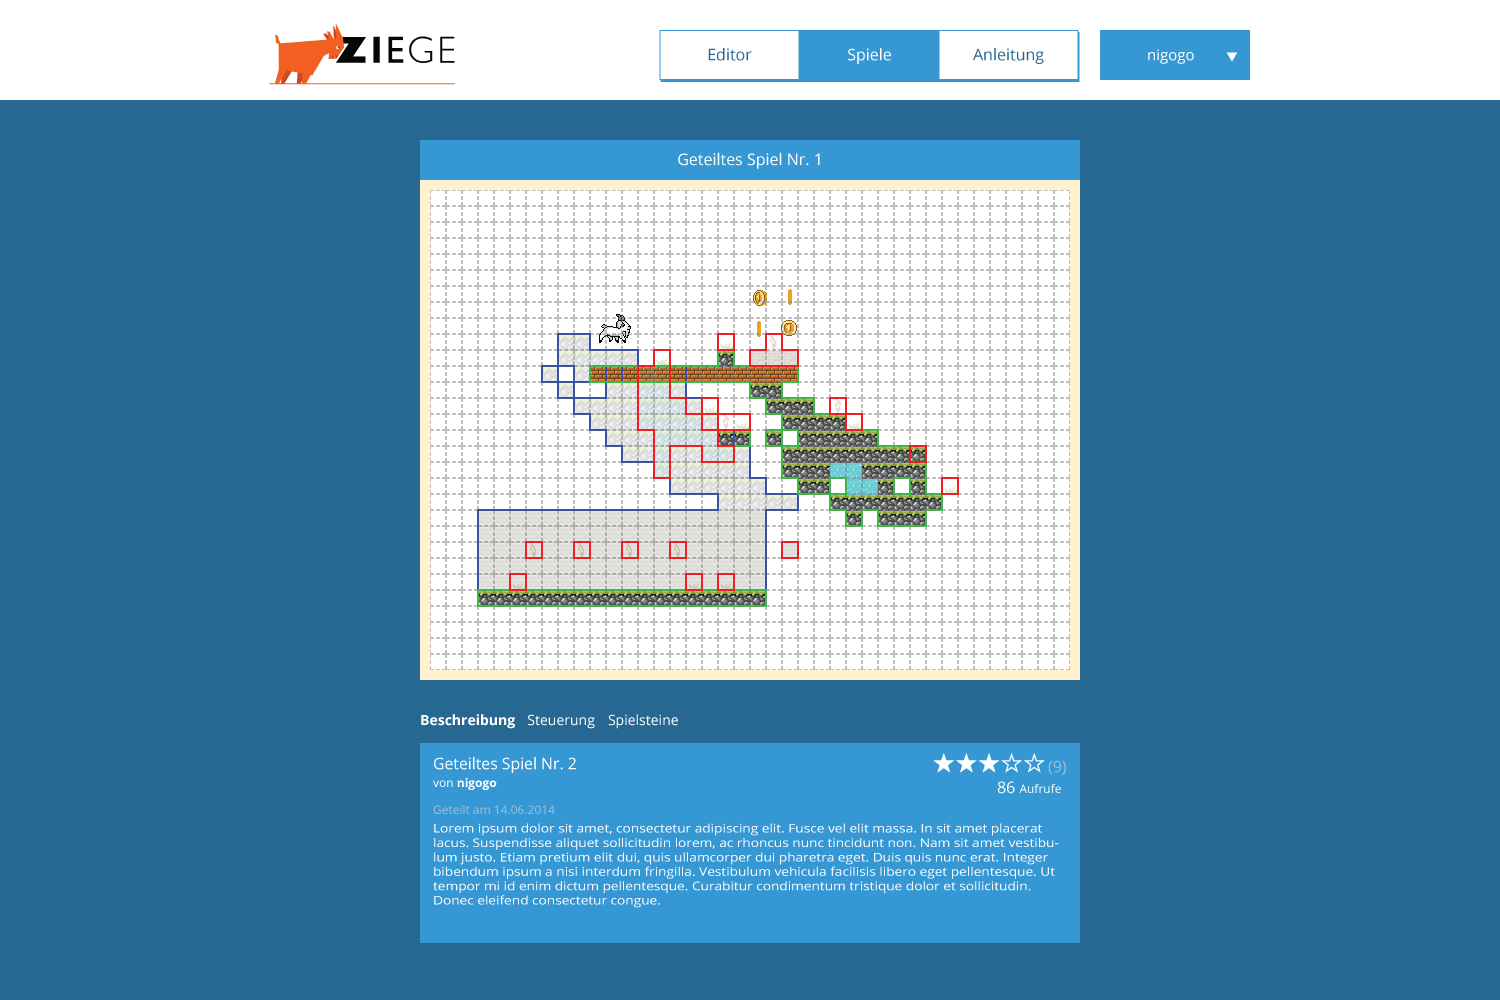 ZIEGE
Editor
Spiele
Anleitung
nigogo
Geteiltes Spiel Nr. 1
Beschreibung Steuerung Spielsteine
Geteiltes Spiel Nr. 2
(9)
von nigogo
86 Aufrufe
Geteilt am 14.06.2014
Lorem ipsum dolor sit amet, consectetur adipiscing elit. Fusce vel elit massa. In sit amet placerat
lacus. Suspendisse aliquet sollicitudin lorem, ac rhoncus nunc tincidunt non. Nam sit amet vestibu-
lum justo. Etiam pretium elit dui, quis ullamcorper dui pharetra eget. Duis quis nunc erat. Integer
bibendum ipsum a nisi interdum fringilla. Vestibulum vehicula facilisis libero eget pellentesque. Ut
tempor mi id enim dictum pellentesque. Curabitur condimentum tristique dolor et sollicitudin.
Donec eleifend consectetur congue.